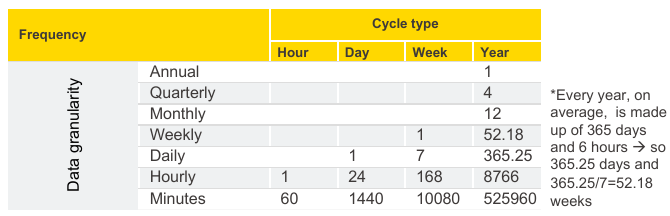 Cycle type
Frequency
Hour Day Week Year
Data granularity
Annual 1
Quarterly 4
Monthly 12
Weekly 1 52.18
Daily 1 7 365.25
Hourly 1 24 168 8766
Minutes 60 1440 10080 525960
*Every year, on
average, is made
up of 365 days
and 6 hours → so
365.25 days and
365.25/7=52.18
weeks